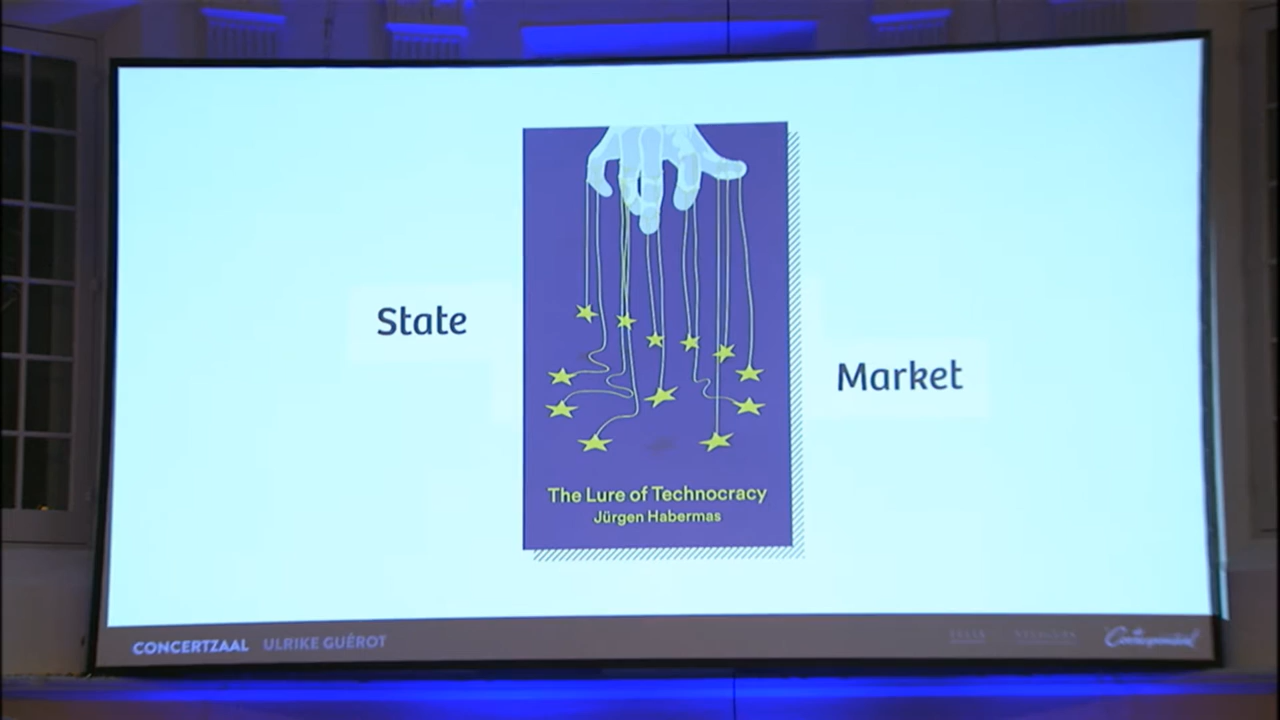 State
Market
The Lure of Technocracy
Jürgen Habermas
CONCERTZAAL ULRIKE GUÉROT